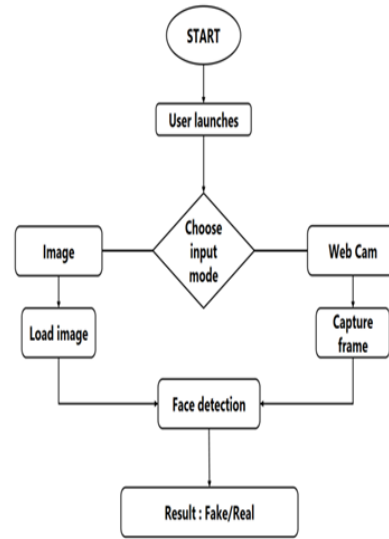 START
User launches
Choose
input
mode
Image
Web Cam
Load image
Capture
frame
Face detection
Result : Fake/Real